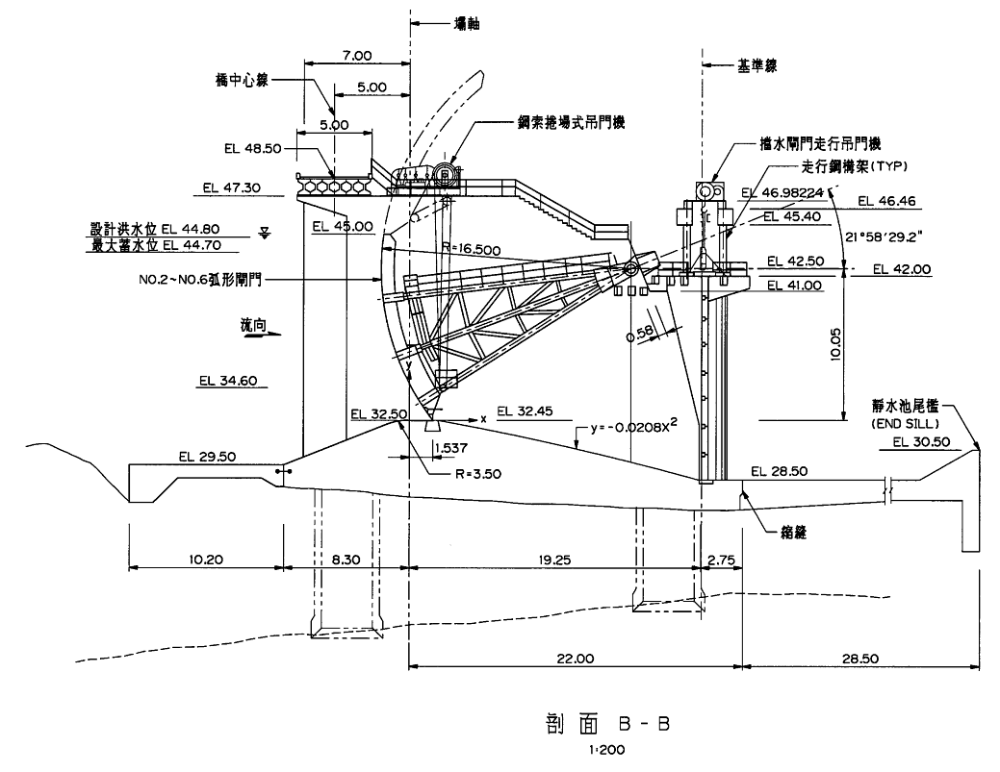 壩軸
7.00
基準線
橋中心線
5.00
5.00
鋼索捲揚式吊門機
EL 48.50
擋水閘門走行吊門機
走行鋼構架(TYP)
EL 47.30
EL 46.98224
EL 46.46
EL 45.40
設計洪水位 EL 44.80
EL 45.00
最大蓄水位 EL 44.70
21°58'29.2"
R=16.500
EL 42.50
EL 42.00
NO.2~NO.6弧形閘門
EL 41.00
流向
0.58
10.05
y
EL 34.60
EL 32.50
x
EL 32.45
靜水池尾檻
(END SILL)
y=-0.0208X²
EL 30.50
1.537
EL 29.50
R=3.50
EL 28.50
縮縫
10.20
8.30
19.25
2.75
22.00
28.50
剖面 B-B
1:200